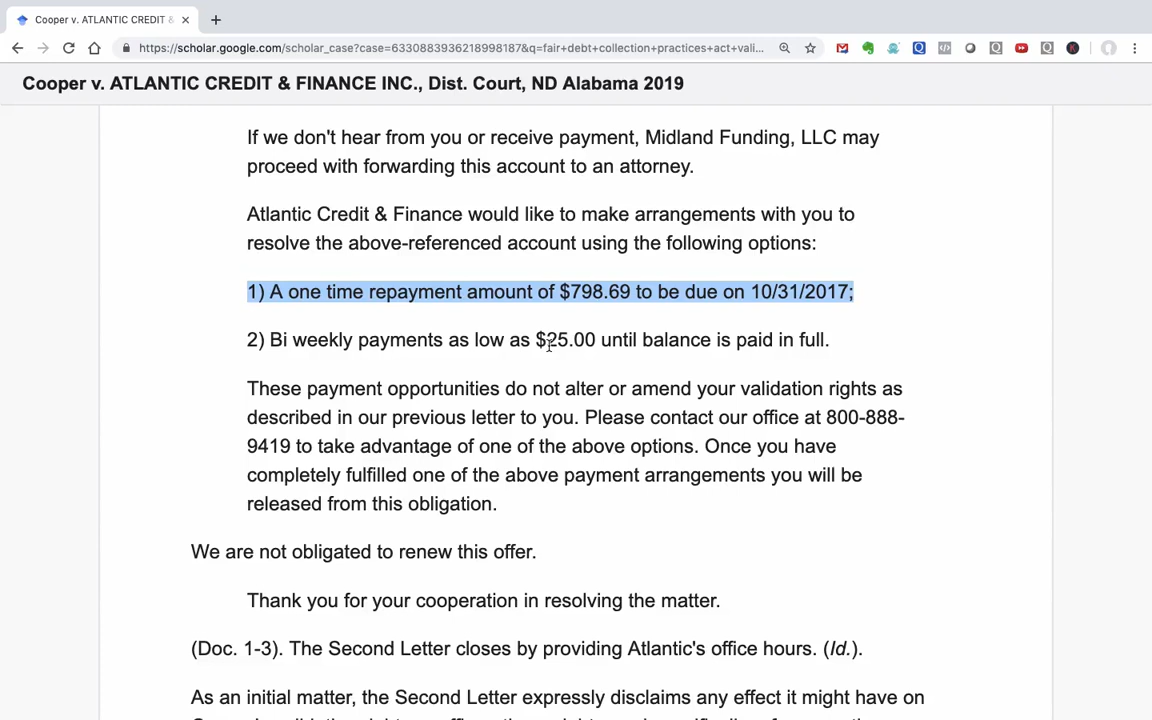 Cooper v. ATLANTIC CREDIT &
https://scholar.google.com/scholar_case?case=6330883936218998187&q=fair+debt+collection+practices+act+vali...
Cooper v. ATLANTIC CREDIT & FINANCE INC., Dist. Court, ND Alabama 2019
If we don't hear from you or receive payment, Midland Funding, LLC may
proceed with forwarding this account to an attorney.
Atlantic Credit & Finance would like to make arrangements with you to
resolve the above-referenced account using the following options:
1) A one time repayment amount of $798.69 to be due on 10/31/2017;
2) Bi weekly payments as low as $25.00 until balance is paid in full.
These payment opportunities do not alter or amend your validation rights as
described in our previous letter to you. Please contact our office at 800-888-
9419 to take advantage of one of the above options. Once you have
completely fulfilled one of the above payment arrangements you will be
released from this obligation.
We are not obligated to renew this offer.
Thank you for your cooperation in resolving the matter.
(Doc. 1-3). The Second Letter closes by providing Atlantic's office hours. (Id.).
As an initial matter, the Second Letter expressly disclaims any effect it might have on